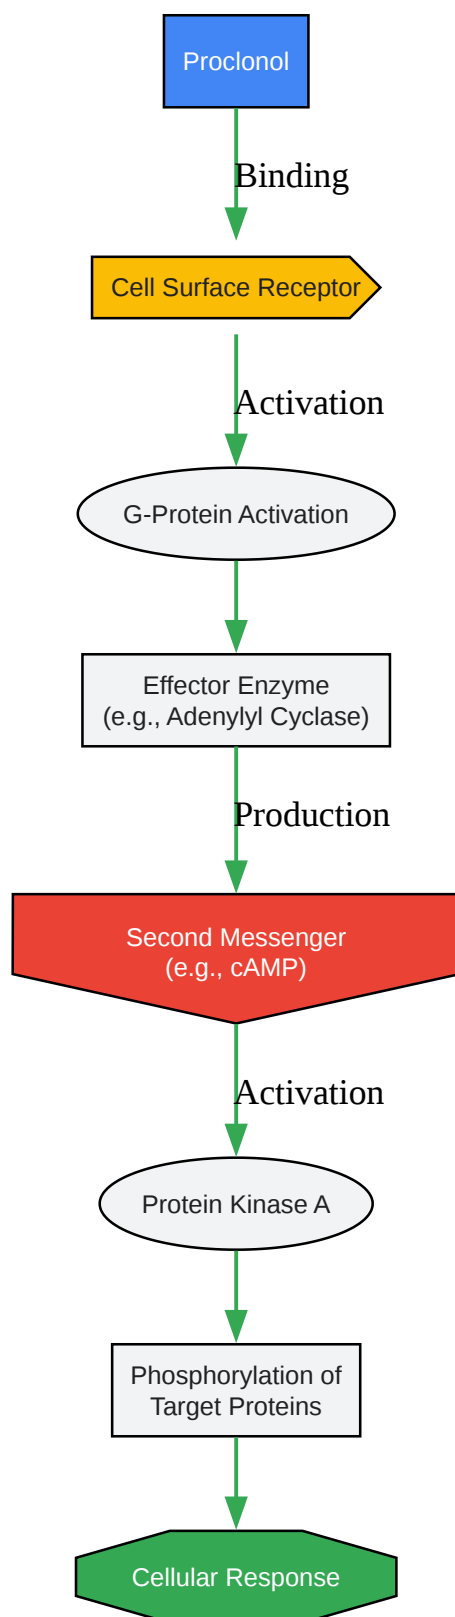 Proclonol
Binding
Cell Surface Receptor
Activation
G-Protein Activation
Effector Enzyme
(e.g., Adenylyl Cyclase)
Production
Second Messenger
(e.g., cAMP)
Activation
Protein Kinase A
Phosphorylation of
Target Proteins
Cellular Response